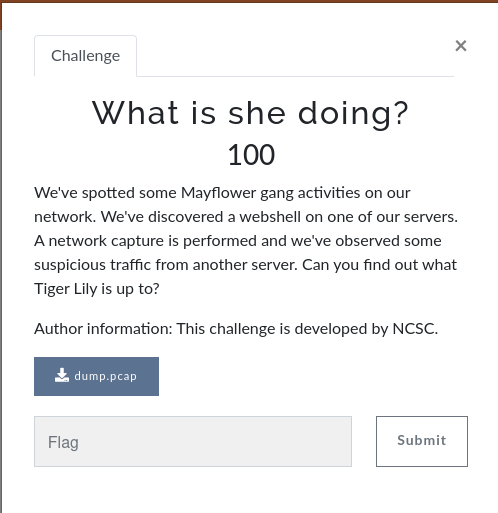 Challenge
×
What is she doing?
100
We've spotted some Mayflower gang activities on our
network. We've discovered a webshell on one of our servers.
A network capture is performed and we've observed some
suspicious traffic from another server. Can you find out what
Tiger Lily is up to?
Author information: This challenge is developed by NCSC.
dump.pcap
Flag
Submit